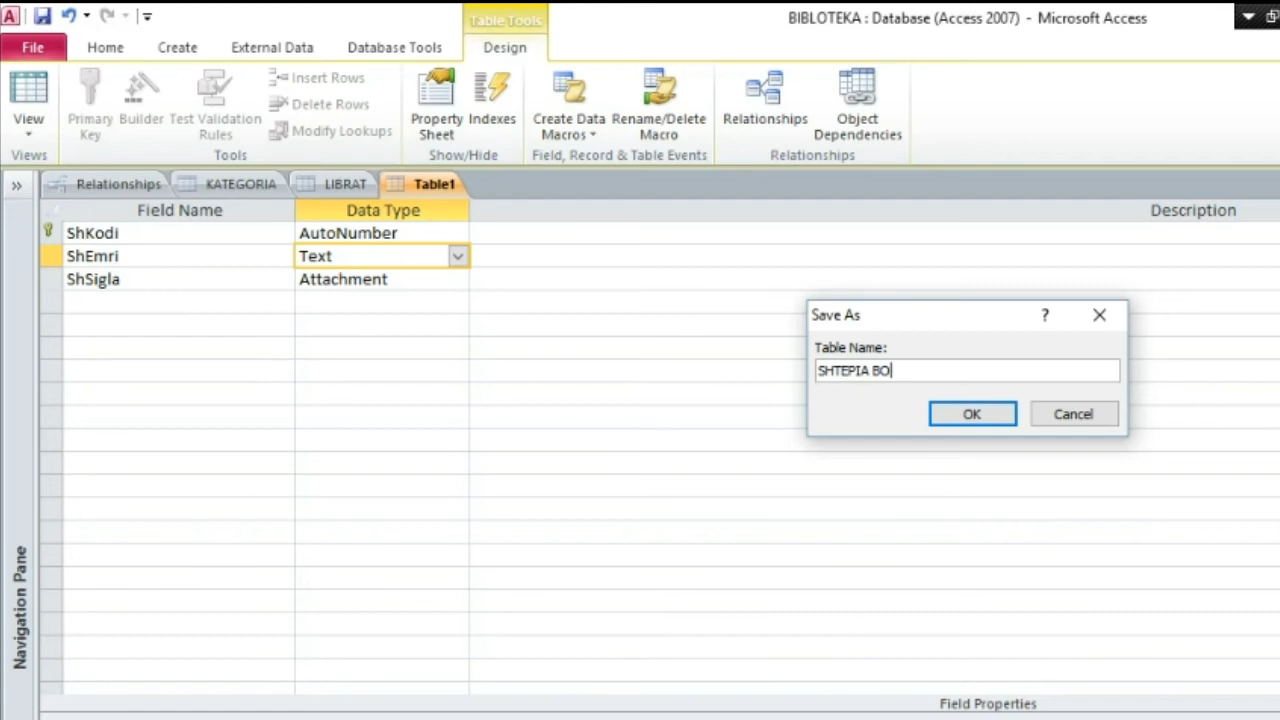 BIBLOTEKA : Database (Access 2007) - Microsoft Access
Table Tools
File Home Create External Data Database Tools Design
View
Views
Primary Key
Builder
Test Validation Rules
Insert Rows
Delete Rows
Modify Lookups
Tools
Property Sheet
Indexes
Show/Hide
Create Data Macros
Rename/Delete Macro
Field, Record & Table Events
Relationships
Object Dependencies
Relationships
Relationships KATEGORIA LIBRAT Table1
Field Name Data Type Description
ShKodi AutoNumber
ShEmri Text
ShSigla Attachment
Save As ?
Table Name:
SHTEPIA BO
OK Cancel
Navigation Pane
Field Properties